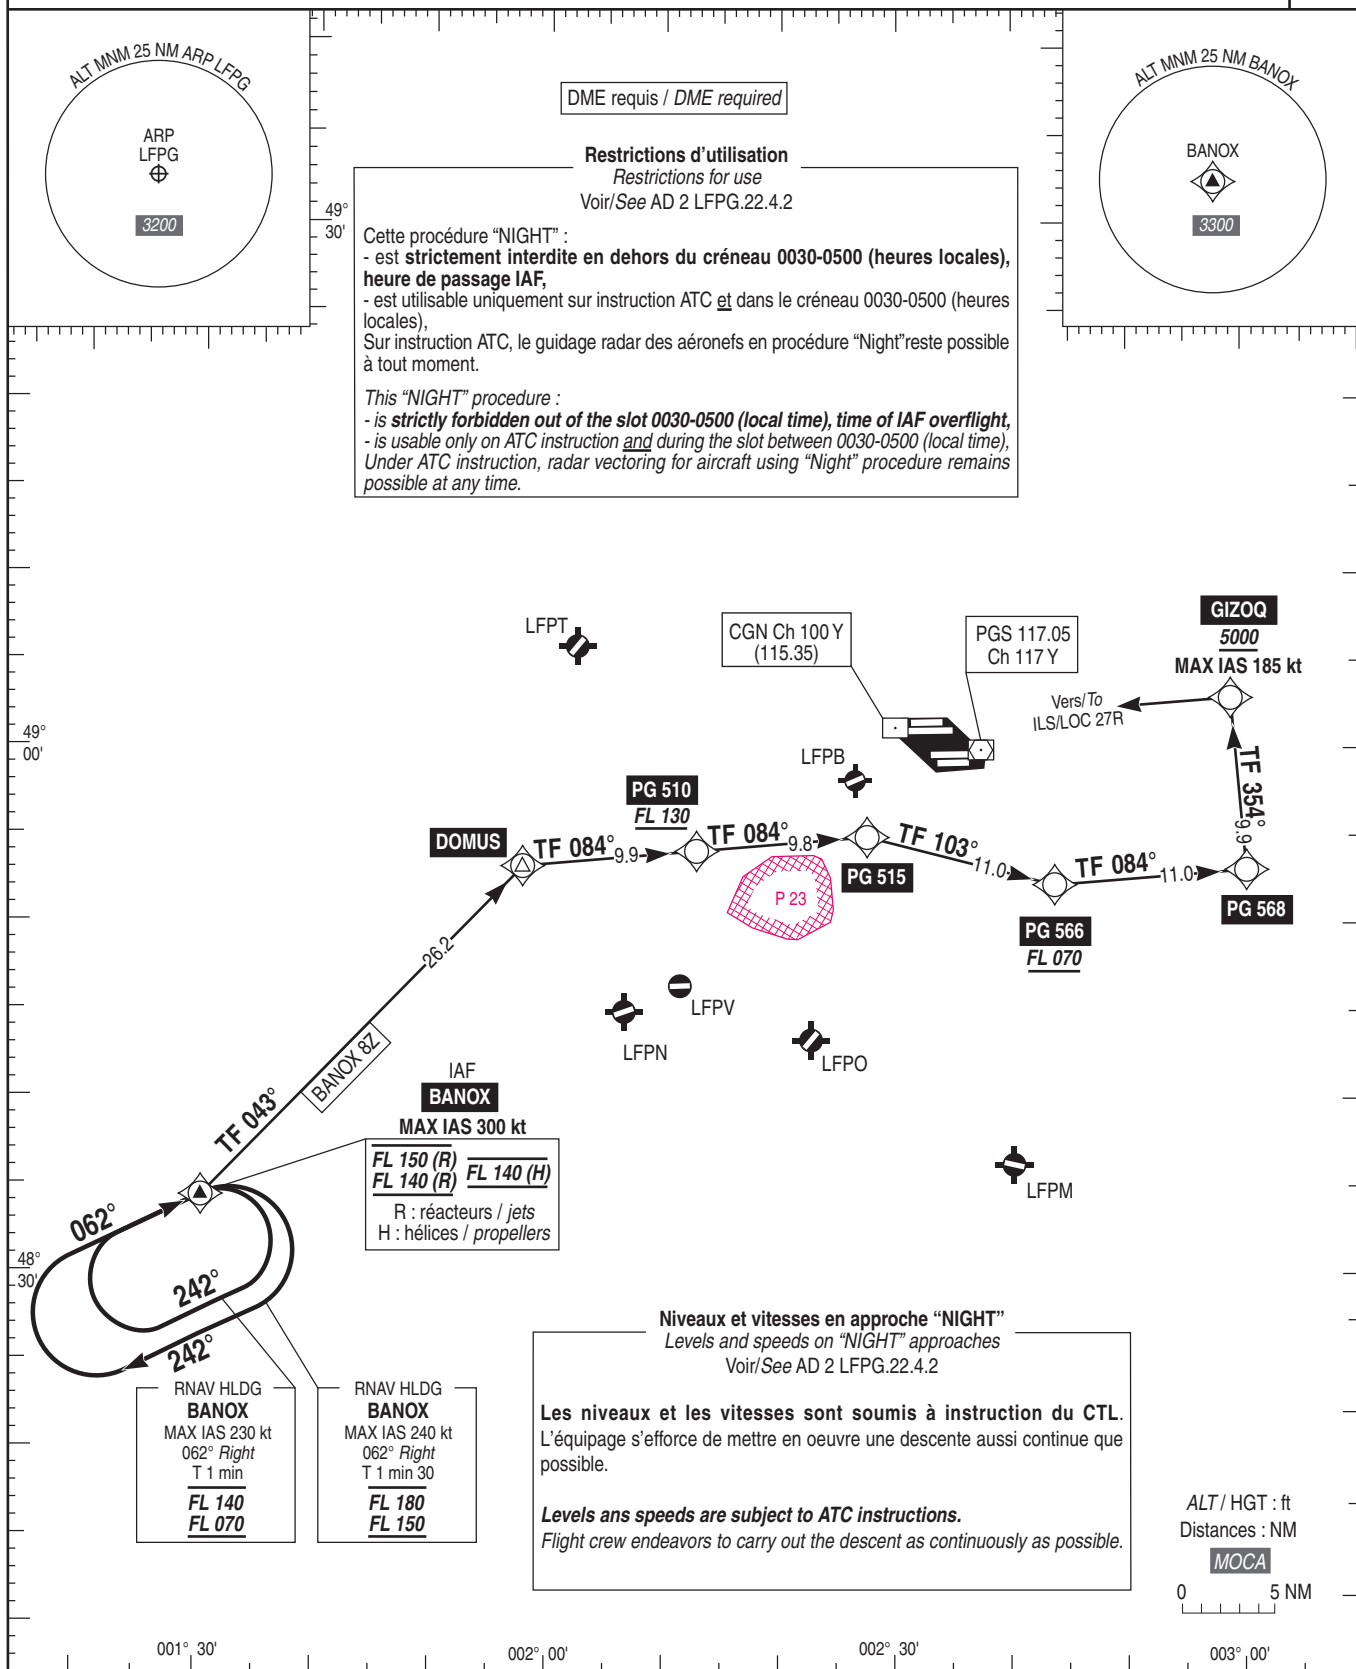 ALT MNM 25 NM ARP LFPG
ARP
LFPG
3200
DME requis / DME required
ALT MNM 25 NM BANOX
BANOX
3300
Restrictions d'utilisation
Restrictions for use
Voir/See AD 2 LFPG.22.4.2
Cette procédure “NIGHT” :
- est strictement interdite en dehors du créneau 0030-0500 (heures locales),
heure de passage IAF,
- est utilisable uniquement sur instruction ATC et dans le créneau 0030-0500 (heures
locales),
Sur instruction ATC, le guidage radar des aéronefs en procédure “Night”reste possible
à tout moment.
This “NIGHT” procedure :
- is strictly forbidden out of the slot 0030-0500 (local time), time of IAF overflight,
- is usable only on ATC instruction and during the slot between 0030-0500 (local time),
Under ATC instruction, radar vectoring for aircraft using “Night” procedure remains
possible at any time.
49°
30'
LFPT
CGN Ch 100 Y
(115.35)
PGS 117.05
Ch 117 Y
GIZOQ
5000
MAX IAS 185 kt
Vers/To
ILS/LOC 27R
49°
00'
LFPB
TF 354°
9.9
PG 510
FL 130
DOMUS
TF 084°
9.9
TF 084°
9.8
TF 103°
11.0
TF 084°
11.0
PG 515
PG 568
P 23
PG 566
FL 070
26.2
LFPV
LFPN
LFPO
BANOX 8Z
TF 043°
IAF
BANOX
MAX IAS 300 kt
FL 150 (R)
FL 140 (R)
FL 140 (H)
R : réacteurs / jets
H : hélices / propellers
LFPM
062°
242°
242°
48°
30'
RNAV HLDG
BANOX
MAX IAS 230 kt
062° Right
T 1 min
FL 140
FL 070
RNAV HLDG
BANOX
MAX IAS 240 kt
062° Right
T 1 min 30
FL 180
FL 150
Niveaux et vitesses en approche “NIGHT”
Levels and speeds on “NIGHT” approaches
Voir/See AD 2 LFPG.22.4.2
Les niveaux et les vitesses sont soumis à instruction du CTL.
L'équipage s'efforce de mettre en oeuvre une descente aussi continue que
possible.
Levels ans speeds are subject to ATC instructions.
Flight crew endeavors to carry out the descent as continuously as possible.
ALT / HGT : ft
Distances : NM
MOCA
0 5 NM
001° 30'
002° 00'
002° 30'
003° 00'